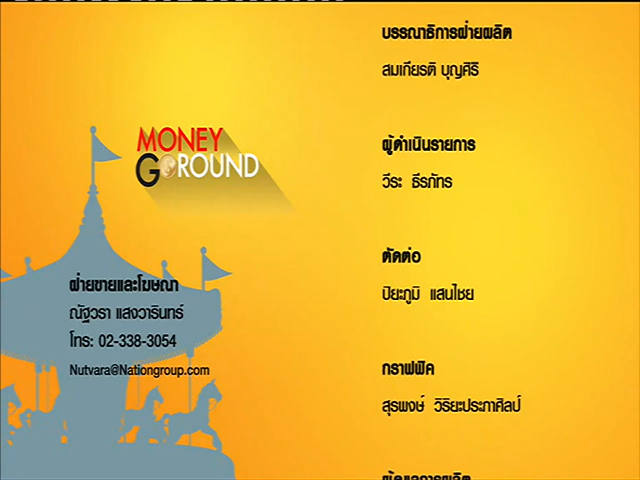 MONEY
GO ROUND
ฝ่ายขายและโฆษณา
ณัฐวรา แสงวารินทร์
โทร: 02-338-3054
Nutvara@Nationgroup.com
บรรณาธิการฝ่ายผลิต
สมเกียรติ บุญศิริ
ผู้ดำเนินรายการ
วีระ ธีรภัทร
ตัดต่อ
ปิยะภูมิ แสนไชย
กราฟฟิค
สุรพงษ์ วิริยะประภาศิลป์